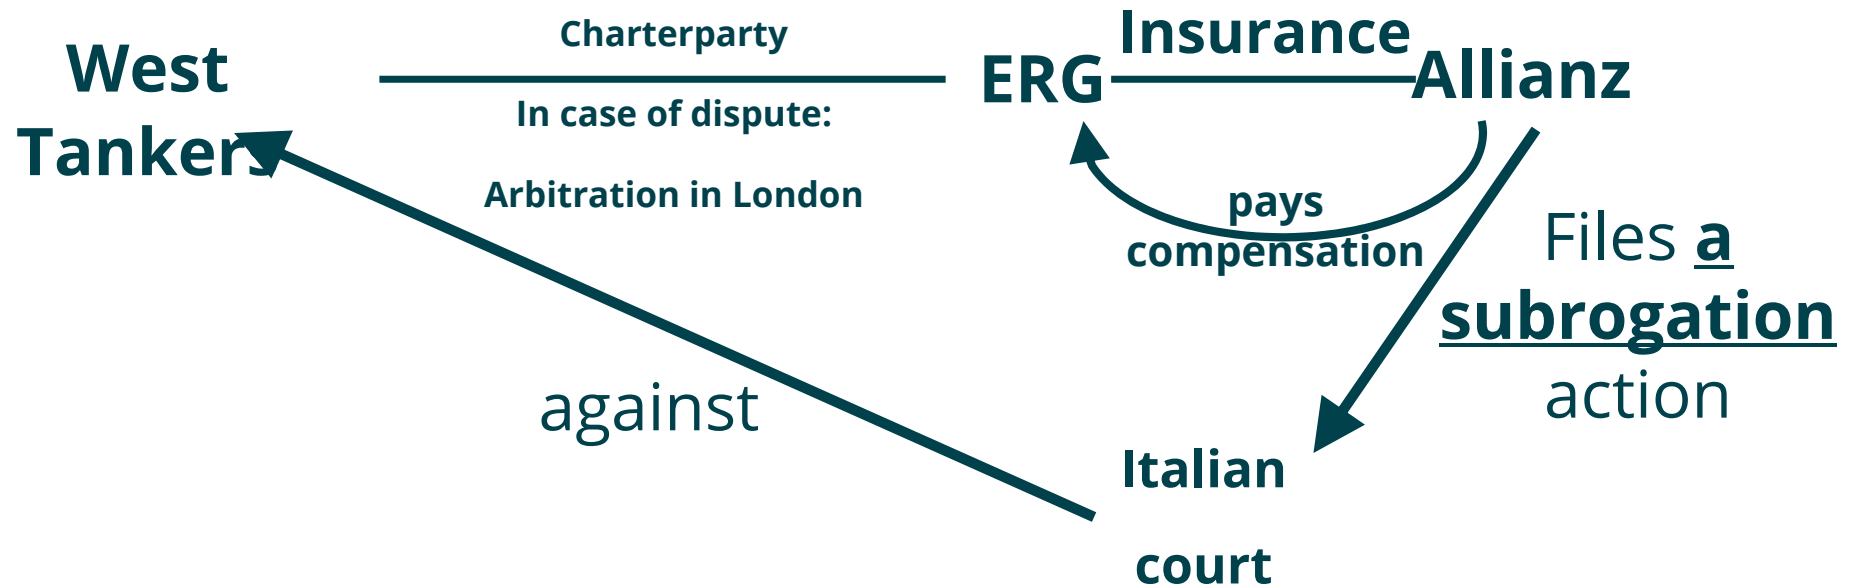 West
Tankers
Charterparty
In case of dispute:
Arbitration in London
ERG
Insurance
Allianz
pays
compensation
Files a
subrogation
action
against
Italian
court